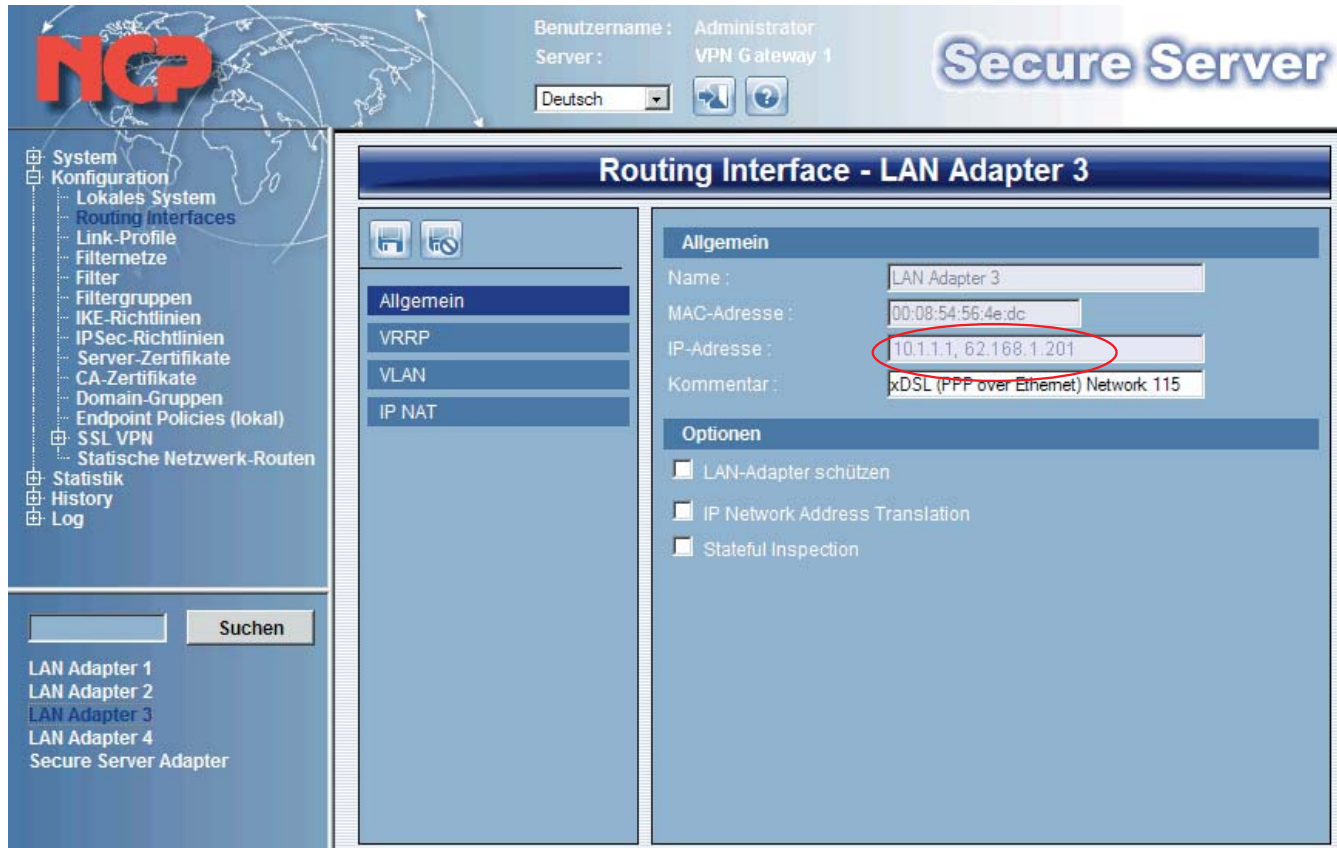 NCP
Benutzername : Administrator
Server : VPN Gateway 1
Deutsch
Secure Server
System
Konfiguration
Lokales System
Routing Interfaces
Link-Profile
Filternetze
Filter
Filtergruppen
IKE-Richtlinien
IPSec-Richtlinien
Server-Zertifikate
CA-Zertifikate
Domain-Gruppen
Endpoint Policies (lokal)
SSL VPN
Statische Netzwerk-Routen
Statistik
History
Log
Suchen
LAN Adapter 1
LAN Adapter 2
LAN Adapter 3
LAN Adapter 4
Secure Server Adapter
Routing Interface - LAN Adapter 3
Allgemein
VRRP
VLAN
IP NAT
Allgemein
Name : LAN Adapter 3
MAC-Adresse : 00:08:54:56:4e:dc
IP-Adresse : 10.1.1.1, 62.168.1.201
Kommentar : xDSL (PPP over Ethernet) Network 115
Optionen
LAN-Adapter schützen
IP Network Address Translation
Stateful Inspection